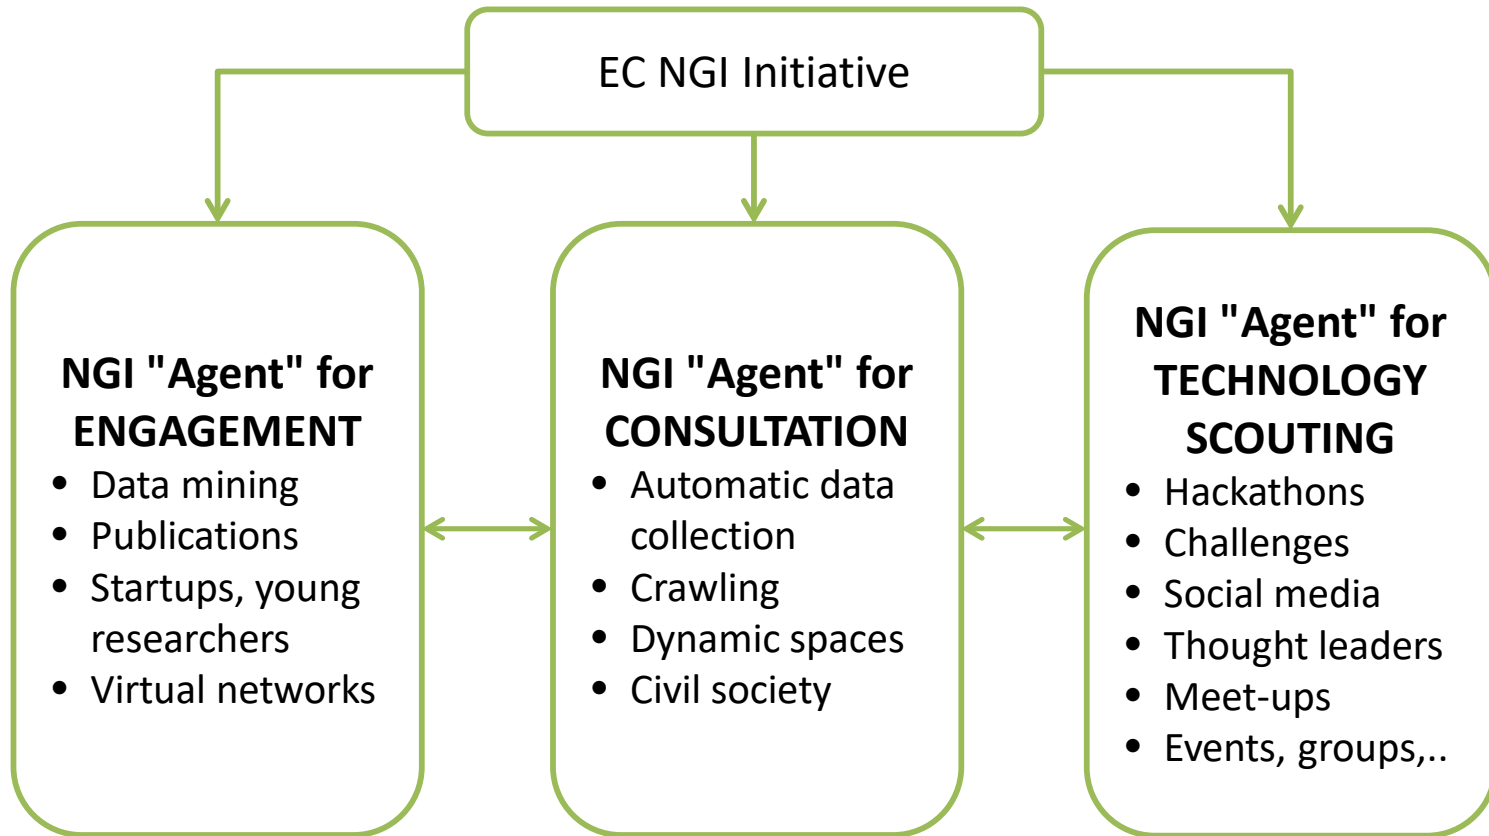 EC NGI Initiative
NGI "Agent" for
ENGAGEMENT
• Data mining
• Publications
• Startups, young
researchers
• Virtual networks
NGI "Agent" for
CONSULTATION
• Automatic data
collection
• Crawling
• Dynamic spaces
• Civil society
NGI "Agent" for
TECHNOLOGY
SCOUTING
• Hackathons
• Challenges
• Social media
• Thought leaders
• Meet-ups
• Events, groups,..